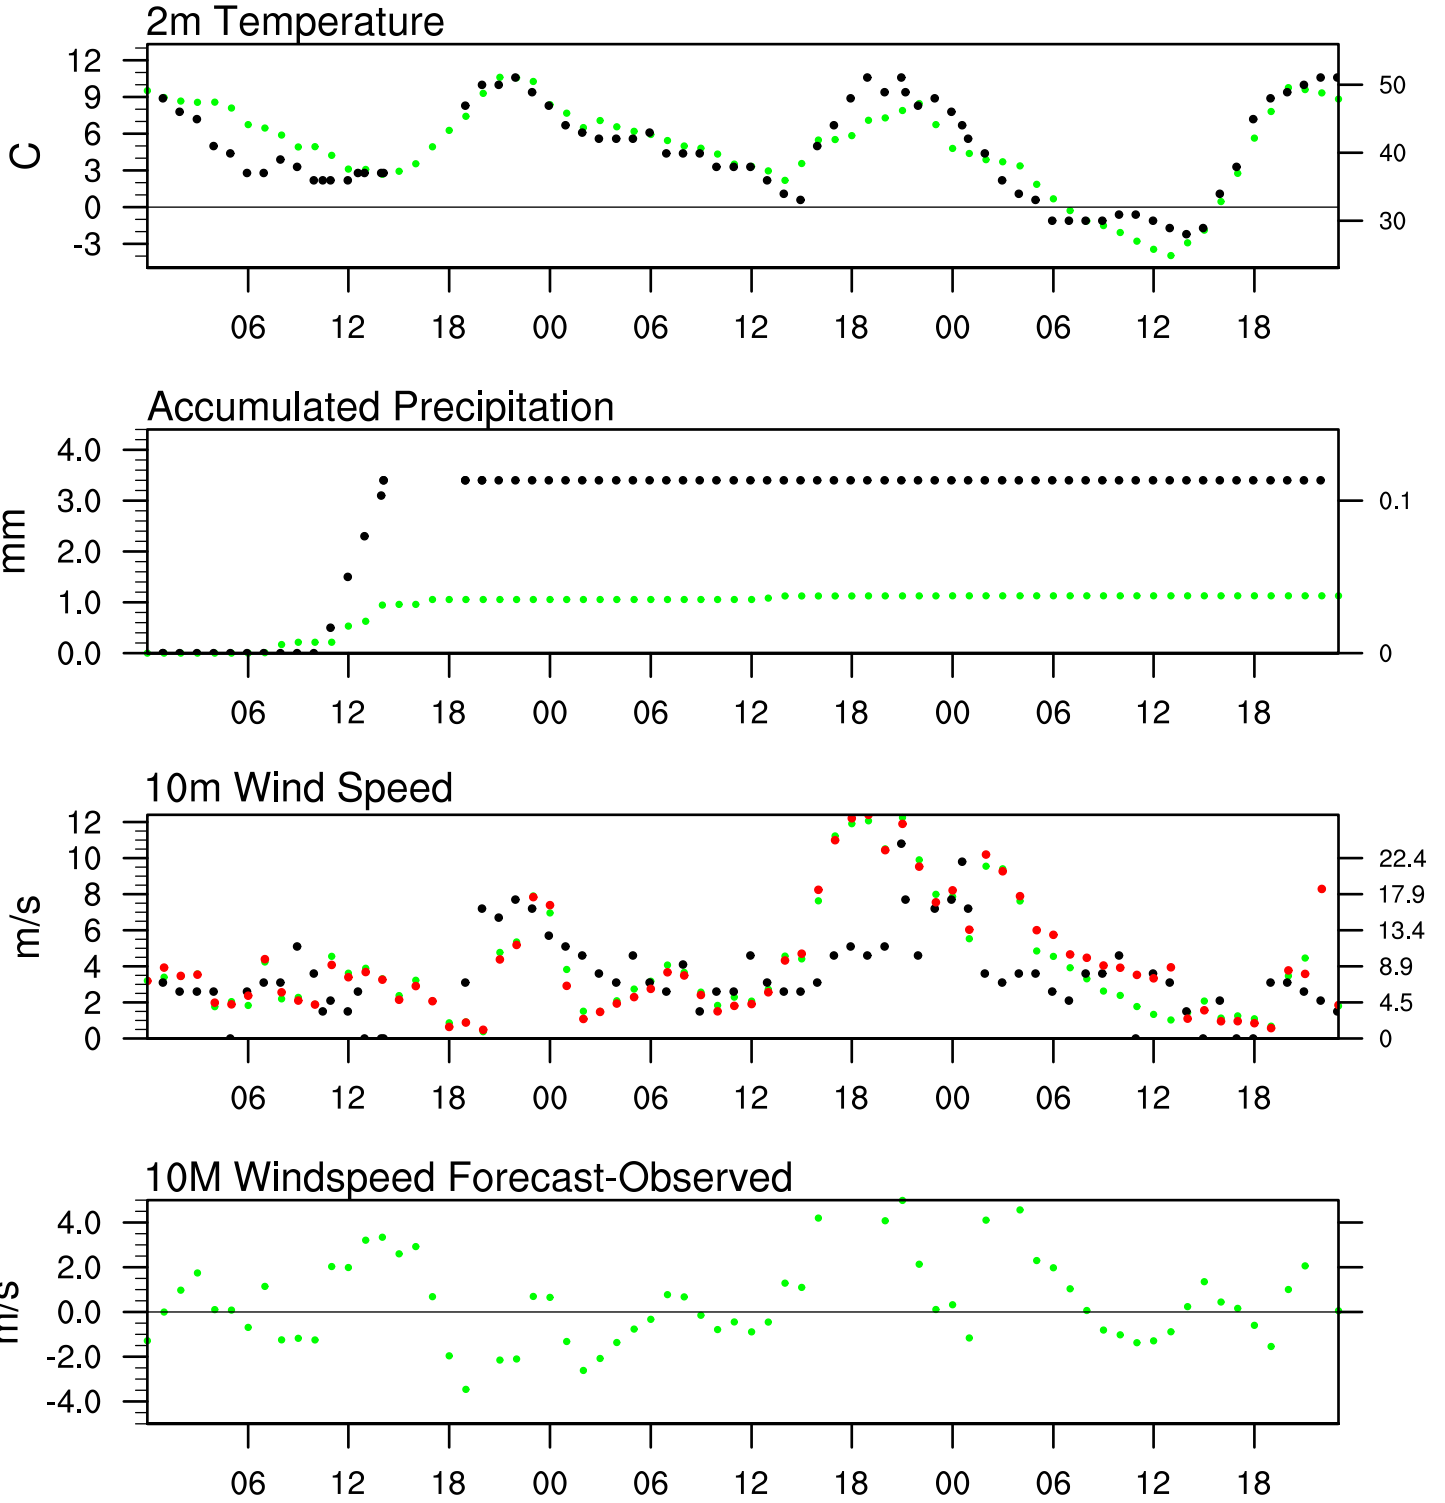 2m Temperature
12
9
6
3
0
-3
C
50
40
30
06 12 18 00 06 12 18 00 06 12 18
Accumulated Precipitation
4.0
3.0
2.0
1.0
0.0
mm
0.1
0
06 12 18 00 06 12 18 00 06 12 18
10m Wind Speed
12
10
8
6
4
2
0
m/s
22.4
17.9
13.4
8.9
4.5
0
06 12 18 00 06 12 18 00 06 12 18
10M Windspeed Forecast-Observed
4.0
2.0
0.0
-2.0
-4.0
m/s
06 12 18 00 06 12 18 00 06 12 18